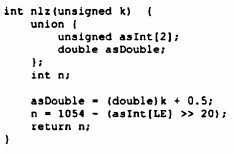 int nlz(unsigned k) {
union {
unsigned asInt[2];
double asDouble;
};
int n;
asDouble = (double)k + 0.5;
n = 1054 - (asInt[LE] >> 20);
return n;
}